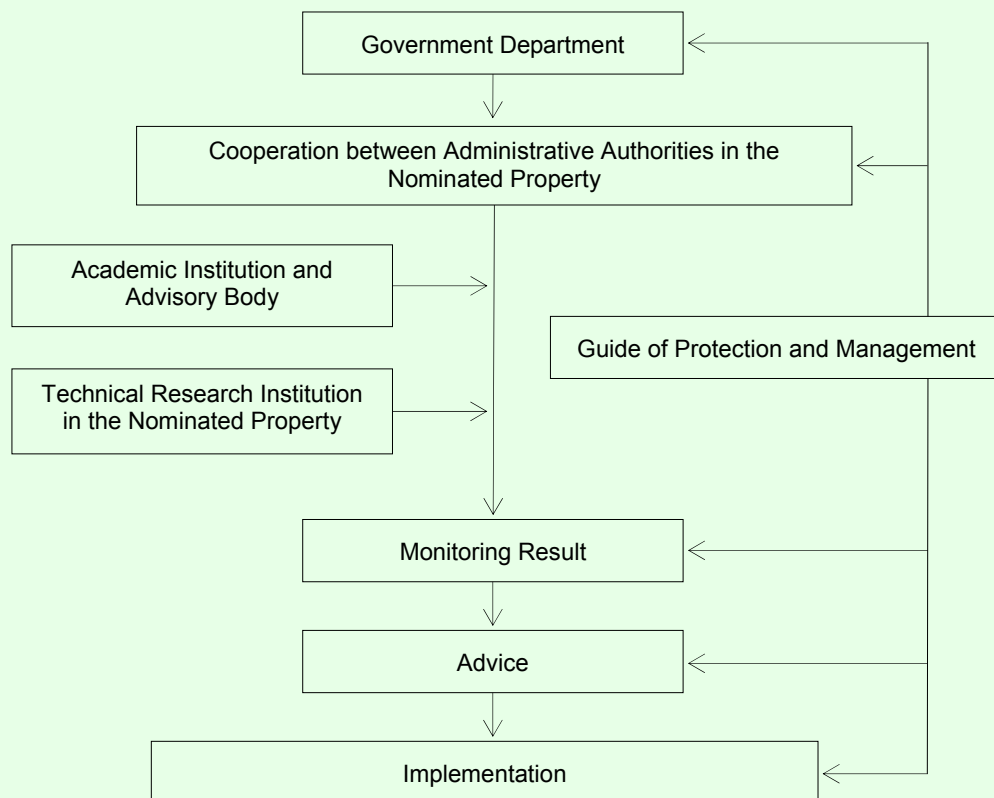 Government Department
Cooperation between Administrative Authorities in the
Nominated Property
Academic Institution and
Advisory Body
Guide of Protection and Management
Technical Research Institution
in the Nominated Property
Monitoring Result
Advice
Implementation